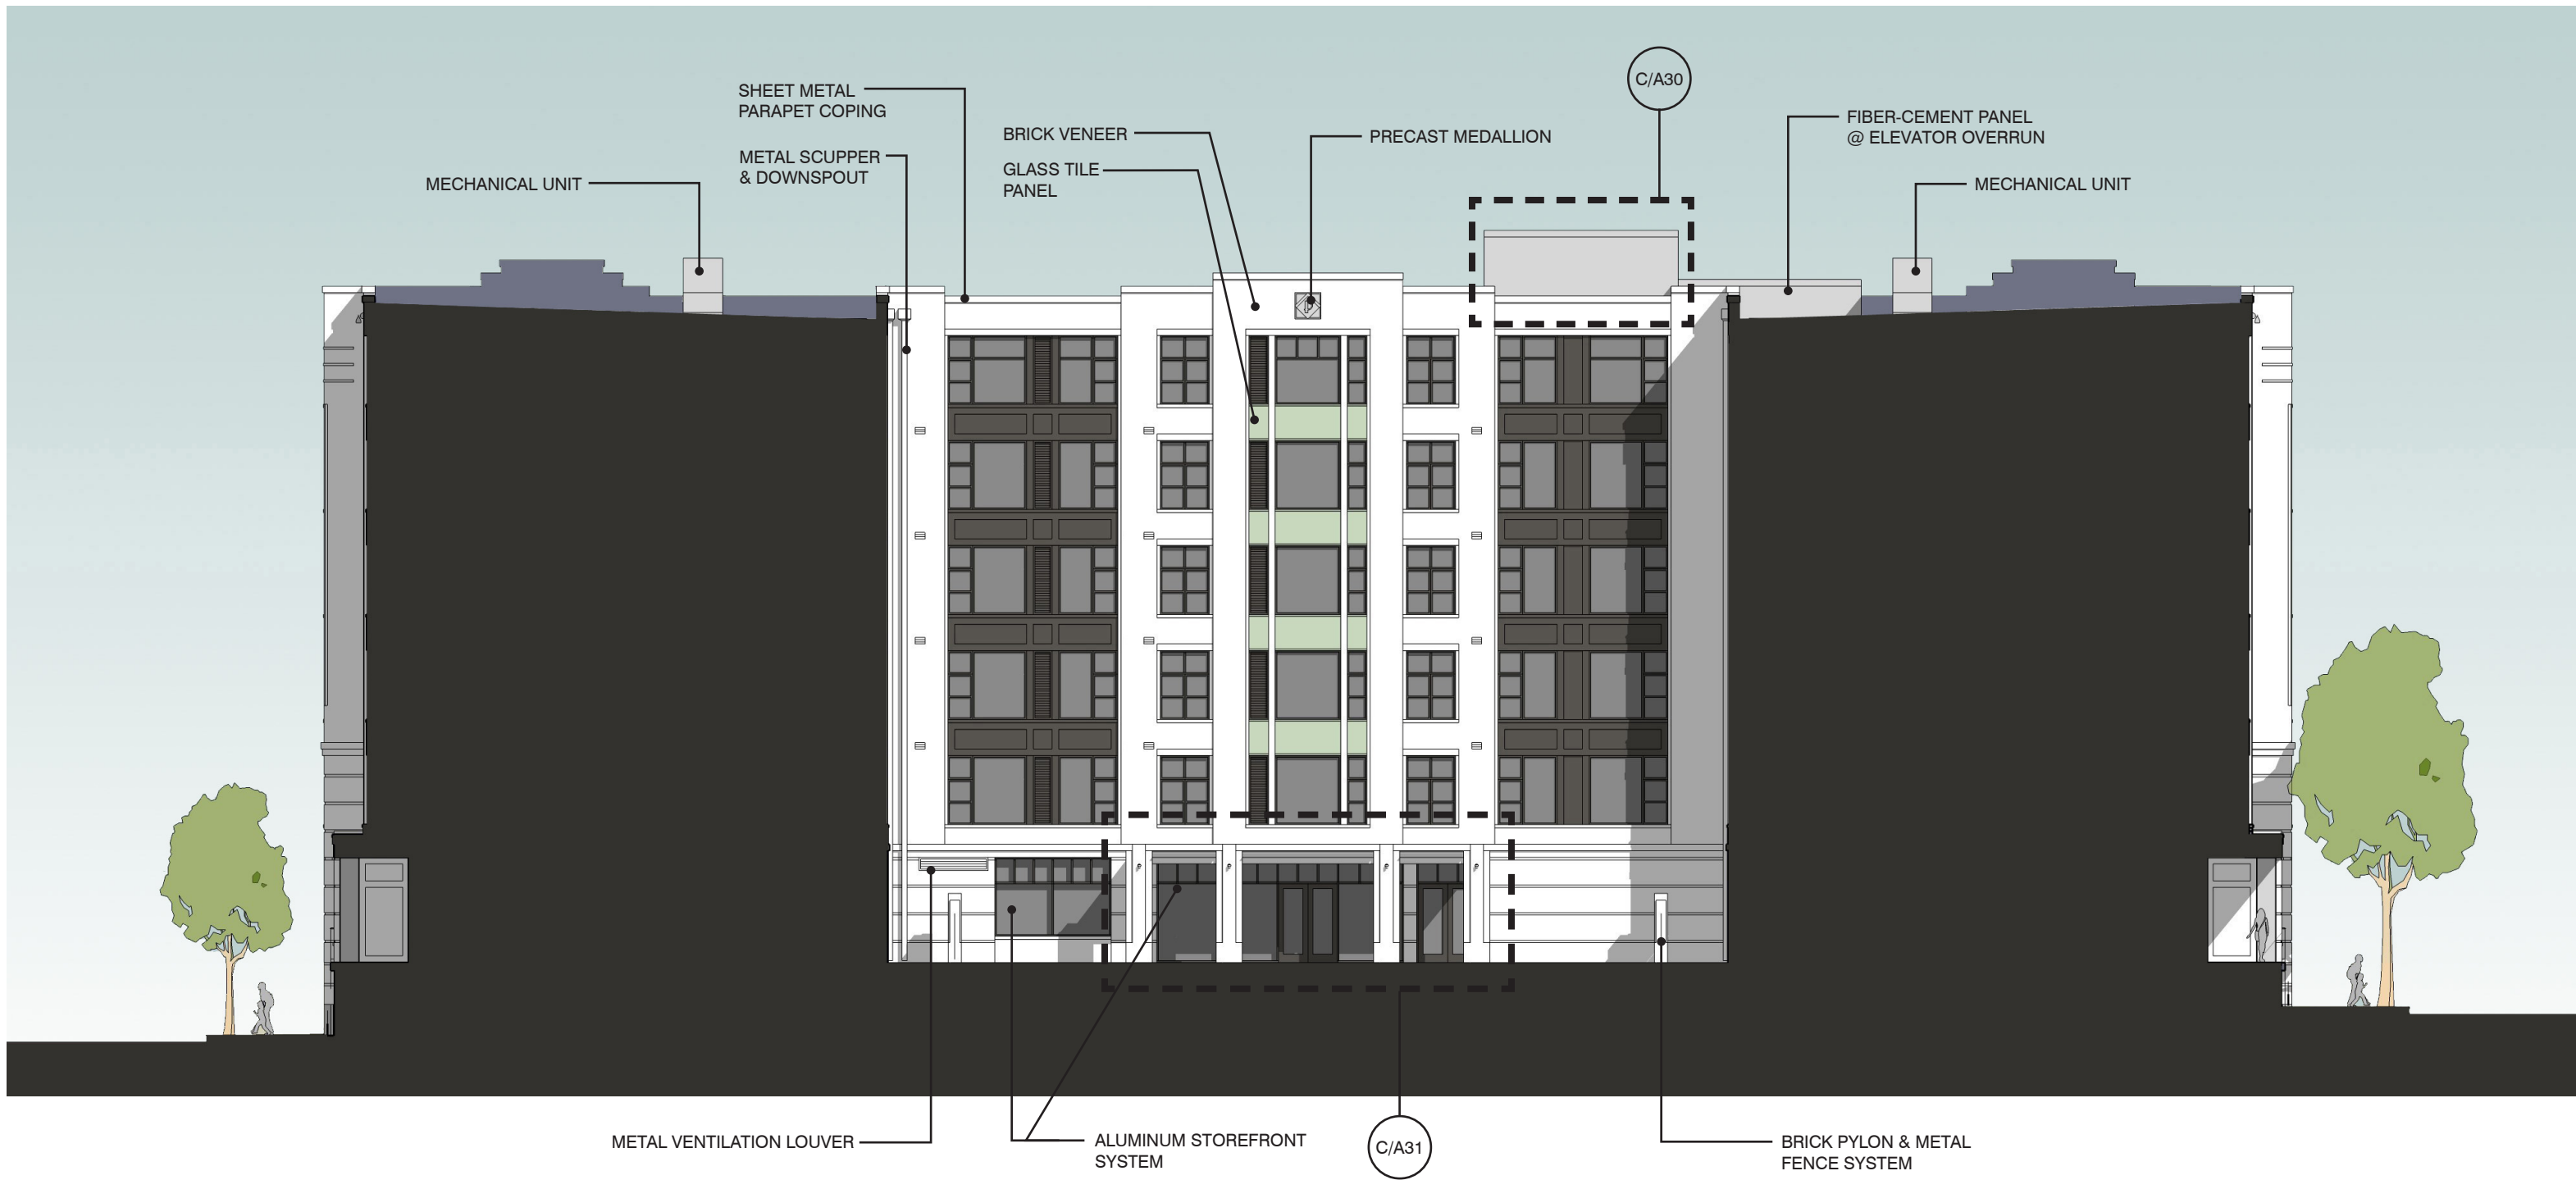 C/A30
SHEET METAL
PARAPET COPING
BRICK VENEER
PRECAST MEDALLION
FIBER-CEMENT PANEL
@ ELEVATOR OVERRUN
METAL SCUPPER
& DOWNSPOUT
GLASS TILE
PANEL
MECHANICAL UNIT
MECHANICAL UNIT
METAL VENTILATION LOUVER
ALUMINUM STOREFRONT
SYSTEM
C/A31
BRICK PYLON & METAL
FENCE SYSTEM